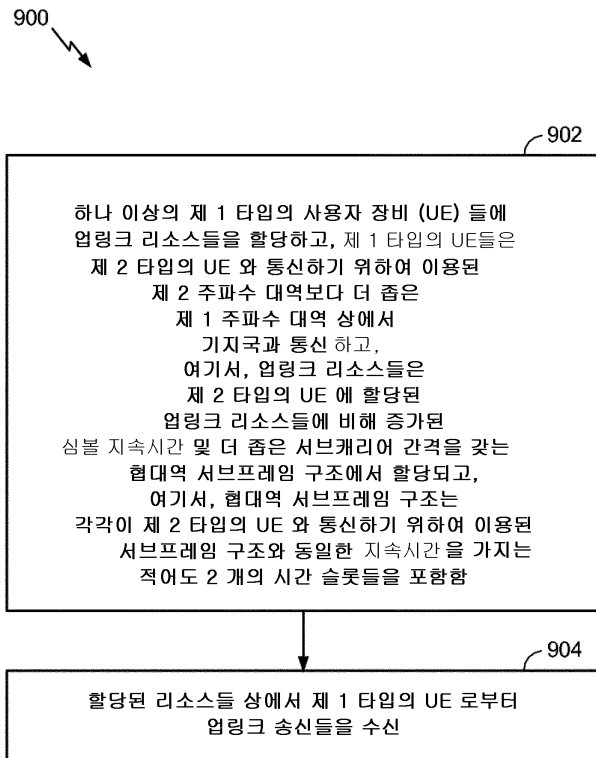 900
902
하나 이상의 제 1 타입의 사용자 장비 (UE) 들에
업링크 리소스들을 할당하고, 제 1 타입의 UE들은
제 2 타입의 UE 와 통신하기 위하여 이용된
제 2 주파수 대역보다 더 좁은
제 1 주파수 대역 상에서
기지국과 통신 하고,
여기서, 업링크 리소스들은
제 2 타입의 UE 에 할당된
업링크 리소스들에 비해 증가된
심볼 지속시간 및 더 좁은 서브캐리어 간격을 갖는
협대역 서브프레임 구조에서 할당되고,
여기서, 협대역 서브프레임 구조는
각각이 제 2 타입의 UE 와 통신하기 위하여 이용된
서브프레임 구조와 동일한 지속시간 을 가지는
적어도 2 개의 시간 슬롯들을 포함함
904
할당된 리소스들 상에서 제 1 타입의 UE 로부터
업링크 송신들을 수신